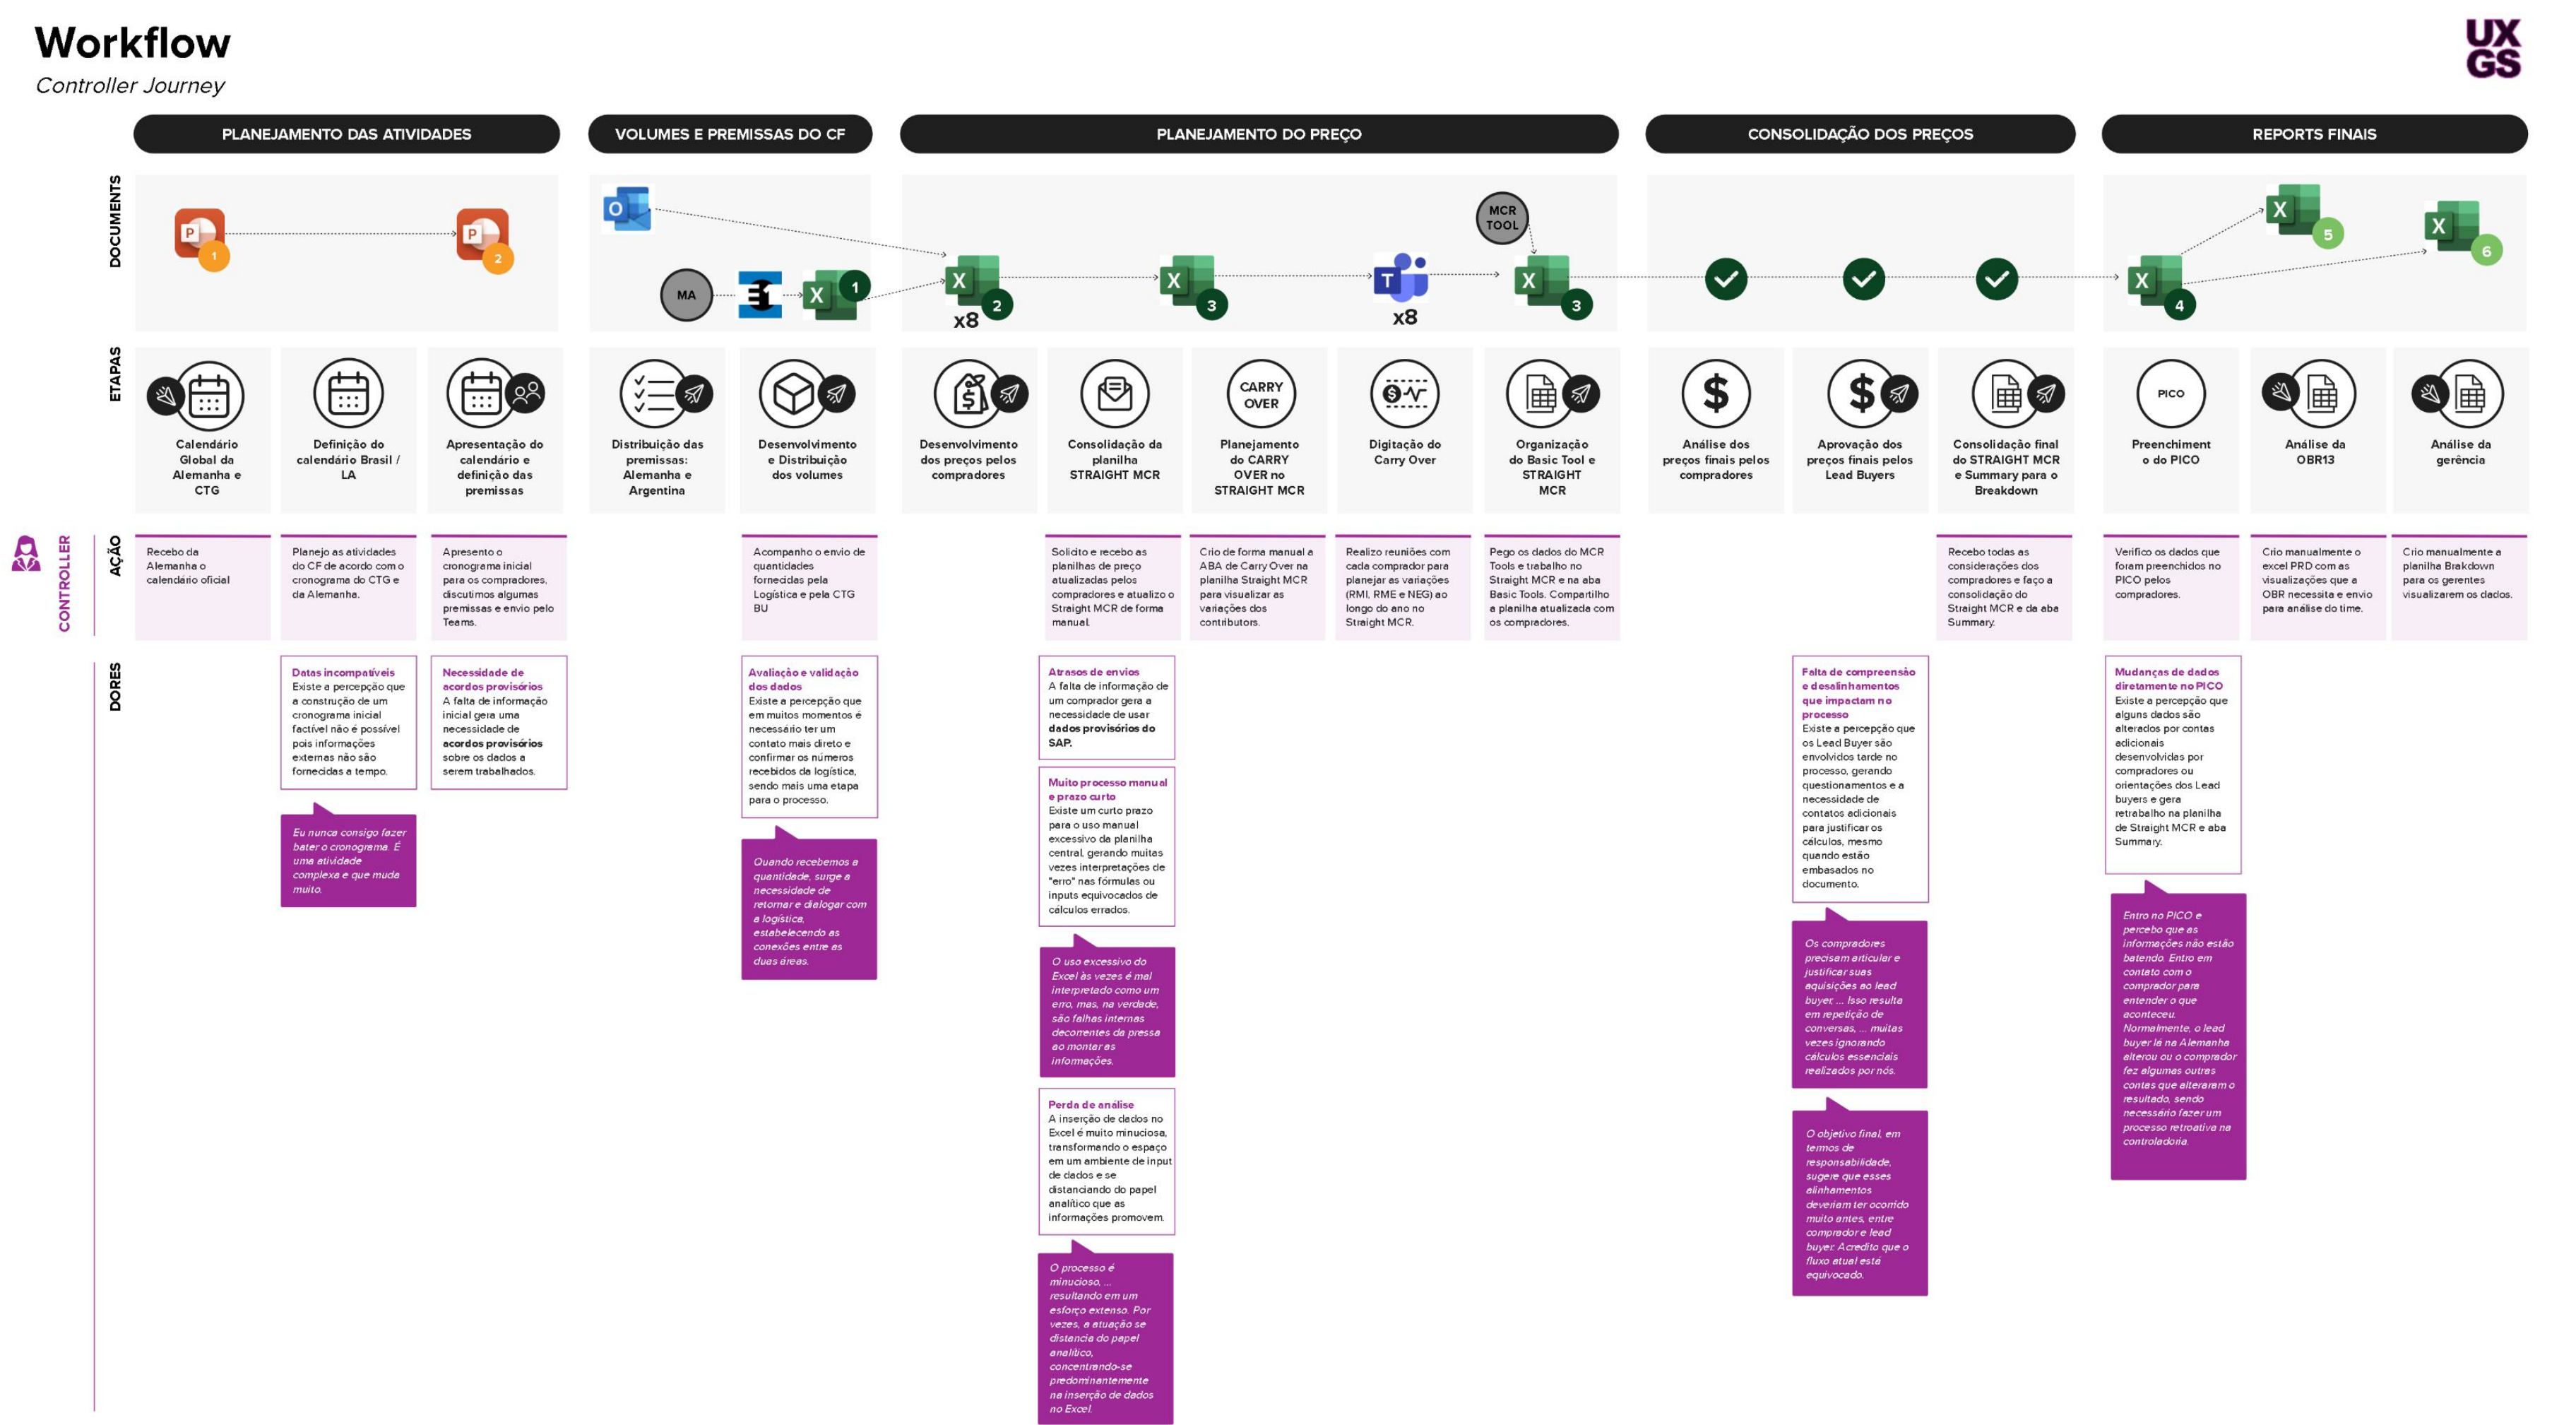 Workflow
Controller Journey
UX
GS
PLANEJAMENTO DAS ATIVIDADES
VOLUMES E PREMISSAS DO CF
PLANEJAMENTO DO PREÇO
CONSOLIDAÇÃO DOS PREÇOS
REPORTS FINAIS
DOCUMENTS
P
1
P
2
O
MA
X
1
X
2
x8
X
3
T
x8
MCR
TOOL
X
3
X
4
X
5
X
6
ETAPAS
Calendário
Global da
Alemanha e
CTG
Definição do
calendário Brasil /
LA
Apresentação do
calendário e
definição das
premissas
Distribuição das
premissas:
Alemanha e
Argentina
Desenvolvimento
e Distribuição
dos volumes
Desenvolvimento
dos preços pelos
compradores
Consolidação da
planilha
STRAIGHT MCR
CARRY
OVER
Planejamento
do CARRY
OVER no
STRAIGHT MCR
Digitação do
Carry Over
Organização
do Basic Tool e
STRAIGHT
MCR
Análise dos
preços finais pelos
compradores
Aprovação dos
preços finais pelos
Lead Buyers
Consolidação final
do STRAIGHT MCR
e Summary para o
Breakdown
PICO
Preenchiment
o do PICO
Análise da
OBR13
Análise da
gerência
CONTROLLER
AÇÃO
Recebo da
Alemanha o
calendário oficial
Planejo as atividades
do CF de acordo com o
cronograma do CTG e
da Alemanha.
Apresento o
cronograma inicial
para os compradores,
discutimos algumas
premissas e envio pelo
Teams.
Acompanho o envio de
quantidades
fornecidas pela
Logística e pela CTG
BU
Solicito e recebo as
planilhas de preço
atualizadas pelos
compradores e atualizo o
Straight MCR de forma
manual.
Crio de forma manual a
ABA de Carry Over na
planilha Straight MCR
para visualizar as
variações dos
contributors.
Realizo reuniões com
cada comprador para
planejar as variações
(RMI, RME e NEG) ao
longo do ano no
Straight MCR.
Pego os dados do MCR
Tools e trabalho no
Straight MCR e na aba
Basic Tools. Compartilho
a planilha atualizada com
os compradores.
Recebo todas as
considerações dos
compradores e faço a
consolidação do
Straight MCR e da aba
Summary.
Verifico os dados que
foram preenchidos no
PICO pelos
compradores.
Crio manualmente o
excel PRD com as
visualizações que a
OBR necessita e envio
para análise do time.
Crio manualmente a
planilha Brakdown
para os gerentes
visualizarem os dados.
DORES
Datas incompatíveis
Existe a percepção que
a construção de um
cronograma inicial
factível não é possível
pois informações
externas não são
fornecidas a tempo.
Eu nunca consigo fazer
bater o cronograma. É
uma atividade
complexa e que muda
muito.
Necessidade de
acordos provisórios
A falta de informação
inicial gera uma
necessidade de
acordos provisórios
sobre os dados a
serem trabalhados.
Avaliação e validação
dos dados
Existe a percepção que
em muitos momentos é
necessário ter um
contato mais direto e
confirmar os números
recebidos da logística,
sendo mais uma etapa
para o processo.
Quando recebemos a
quantidade, surge a
necessidade de
retornar e dialogar com
a logística,
estabelecendo as
conexões entre as
duas áreas.
Atrasos de envios
A falta de informação de
um comprador gera a
necessidade de usar
dados provisórios do
SAP.
Muito processo manual
e prazo curto
Existe um curto prazo
para o uso manual
excessivo da planilha
central, gerando muitas
vezes interpretações de
"erro" nas fórmulas ou
inputs equivocados de
cálculos errados.
O uso excessivo do
Excel às vezes é mal
interpretado como um
erro, mas, na verdade,
são falhas internas
decorrentes da pressa
ao montar as
informações.
Perda de análise
A inserção de dados no
Excel é muito minuciosa,
transformando o espaço
em um ambiente de input
de dados e se
distanciando do papel
analítico que as
informações promovem.
O processo é
minucioso, ...
resultando em um
esforço extenso. Por
vezes, a atuação se
distancia do papel
analítico,
concentrando-se
predominantemente
na inserção de dados
no Excel.
Falta de compreensão
e desalinhamentos
que impactam no
processo
Existe a percepção que
os Lead Buyer são
envolvidos tarde no
processo, gerando
questionamentos e a
necessidade de
contatos adicionais
para justificar os
cálculos, mesmo
quando estão
embasados no
documento.
Os compradores
precisam articular e
justificar suas
aquisições ao lead
buyer, ... Isso resulta
em repetição de
conversas, ... muitas
vezes ignorando
cálculos essenciais
realizados por nós.
O objetivo final, em
termos de
responsabilidade,
sugere que esses
alinhamentos
deveriam ter ocorrido
muito antes, entre
comprador e lead
buyer. Acredito que o
fluxo atual está
equivocado.
Mudanças de dados
diretamente no PICO
Existe a percepção que
alguns dados são
alterados por contas
adicionais
desenvolvidas por
compradores ou
orientações dos Lead
buyers e gera
retrabalho na planilha
de Straight MCR e aba
Summary.
Entro no PICO e
percebo que as
informações não estão
batendo. Entro em
contato com o
comprador para
entender o que
aconteceu.
Normalmente, o lead
buyer lá na Alemanha
alterou ou o comprador
fez algumas outras
contas que alteraram o
resultado, sendo
necessário fazer um
processo retroativa na
controladoria.